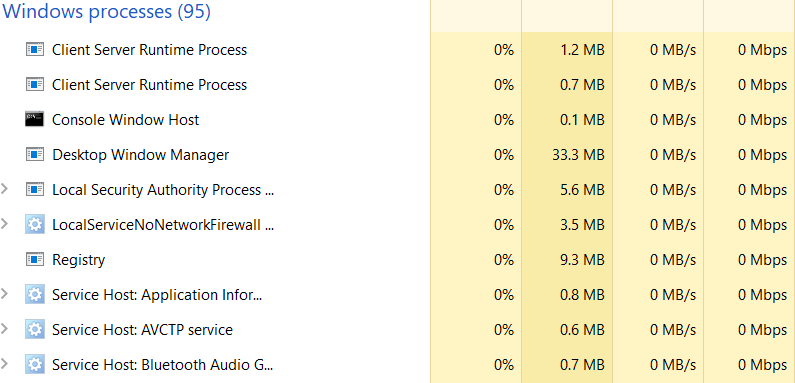 Windows processes (95)
Client Server Runtime Process 0% 1.2 MB 0 MB/s 0 Mbps
Client Server Runtime Process 0% 0.7 MB 0 MB/s 0 Mbps
Console Window Host 0% 0.1 MB 0 MB/s 0 Mbps
Desktop Window Manager 0% 33.3 MB 0 MB/s 0 Mbps
Local Security Authority Process ... 0% 5.6 MB 0 MB/s 0 Mbps
LocalServiceNoNetworkFirewall ... 0% 3.5 MB 0 MB/s 0 Mbps
Registry 0% 9.3 MB 0 MB/s 0 Mbps
Service Host: Application Infor... 0% 0.8 MB 0 MB/s 0 Mbps
Service Host: AVCTP service 0% 0.6 MB 0 MB/s 0 Mbps
Service Host: Bluetooth Audio G... 0% 0.7 MB 0 MB/s 0 Mbps